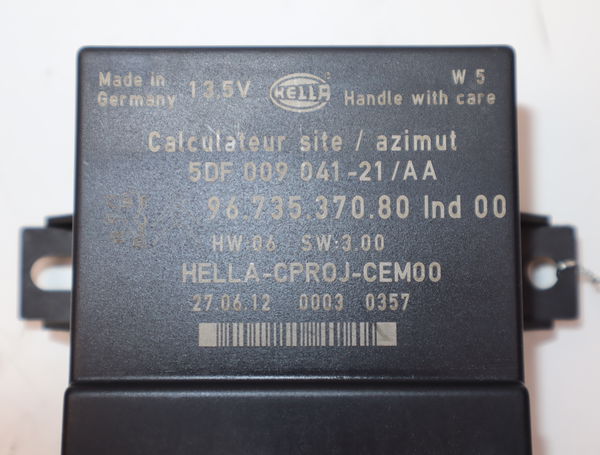 Made in Germany 13.5V HELLA® W 5
Handle with care
Calculateur site / azimut
5DF 009 041-21/AA
96.735.370.80 Ind 00
HW:06 SW:3.00
HELLA-CPROJ-CEM00
27.06.12 0003 0357